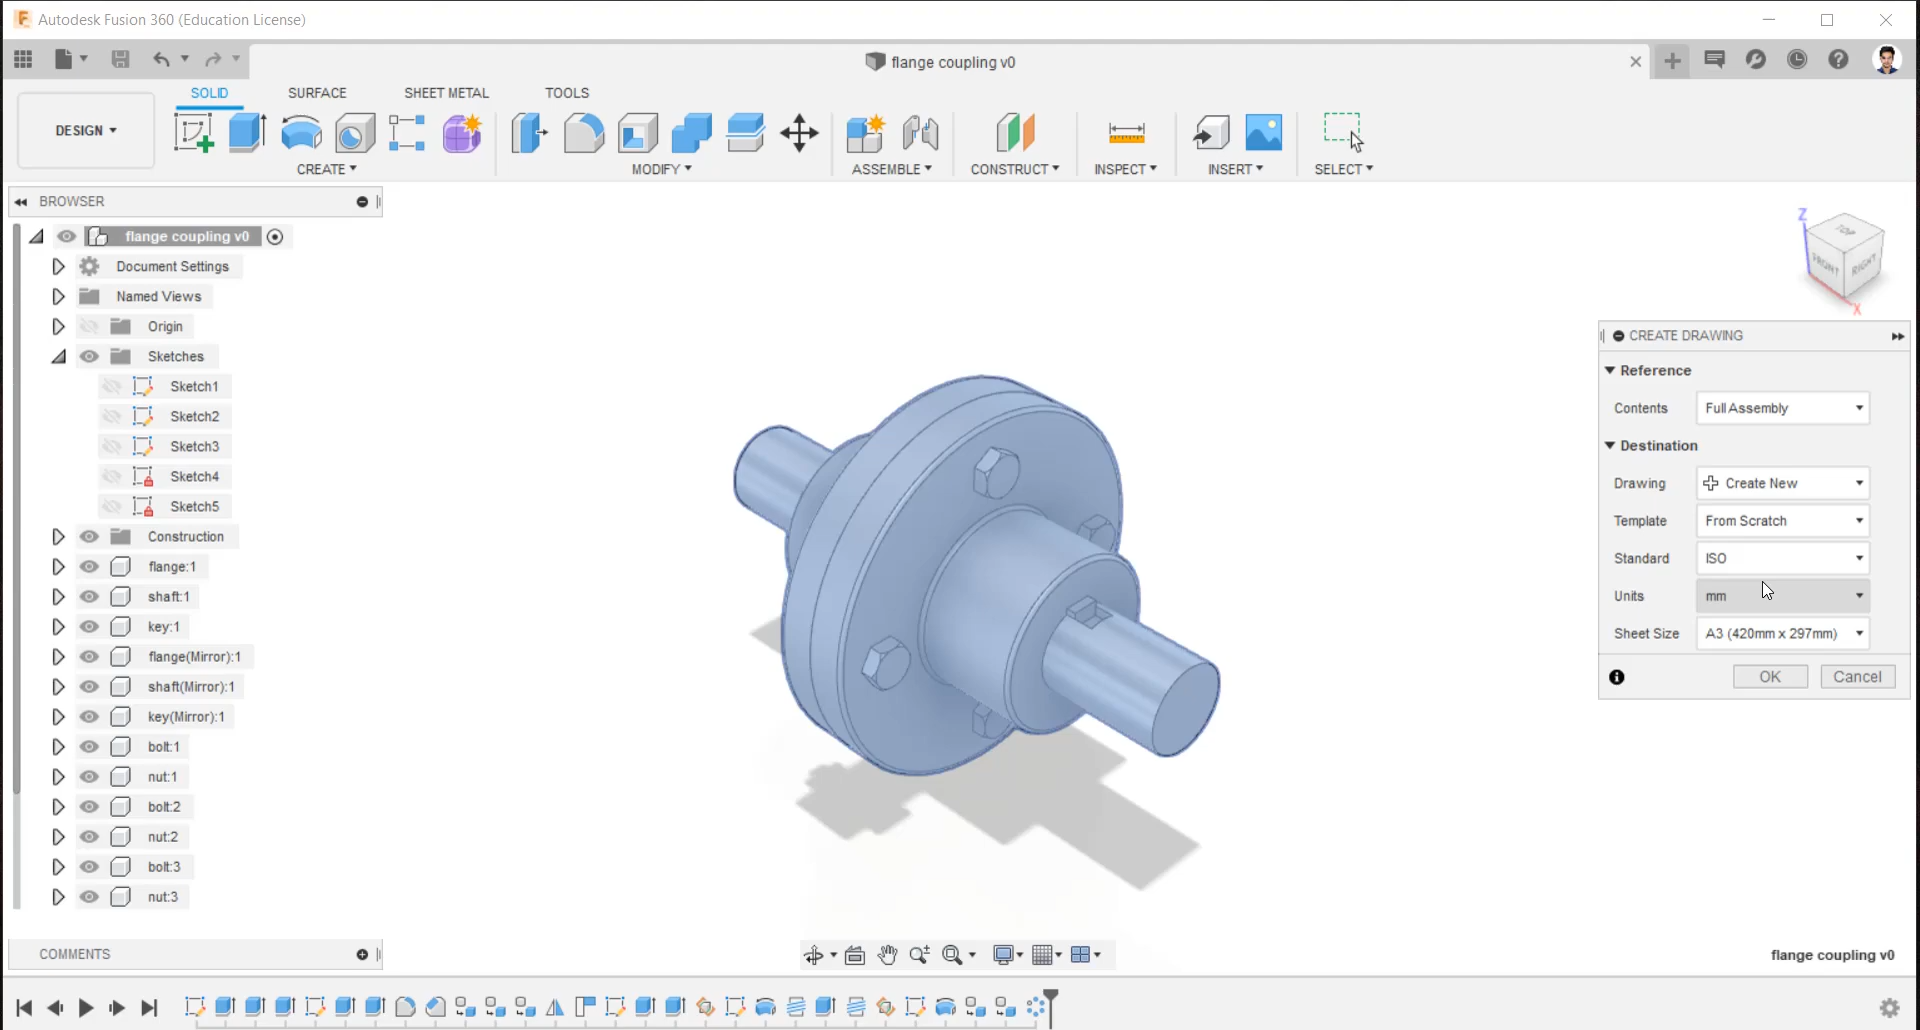 Autodesk Fusion 360 (Education License)
flange coupling v0
SOLID SURFACE SHEET METAL TOOLS
DESIGN
CREATE MODIFY ASSEMBLE CONSTRUCT INSPECT INSERT SELECT
BROWSER
flange coupling v0
Document Settings
Named Views
Origin
Sketches
Sketch1
Sketch2
Sketch3
Sketch4
Sketch5
Construction
flange:1
shaft:1
key:1
flange(Mirror):1
shaft(Mirror):1
key(Mirror):1
bolt:1
nut:1
bolt:2
nut:2
bolt:3
nut:3
COMMENTS
Z
TOP
FRONT RIGHT
X
CREATE DRAWING
Reference
Contents Full Assembly
Destination
Drawing Create New
Template From Scratch
Standard ISO
Units mm
Sheet Size A3 (420mm x 297mm)
OK Cancel
flange coupling v0